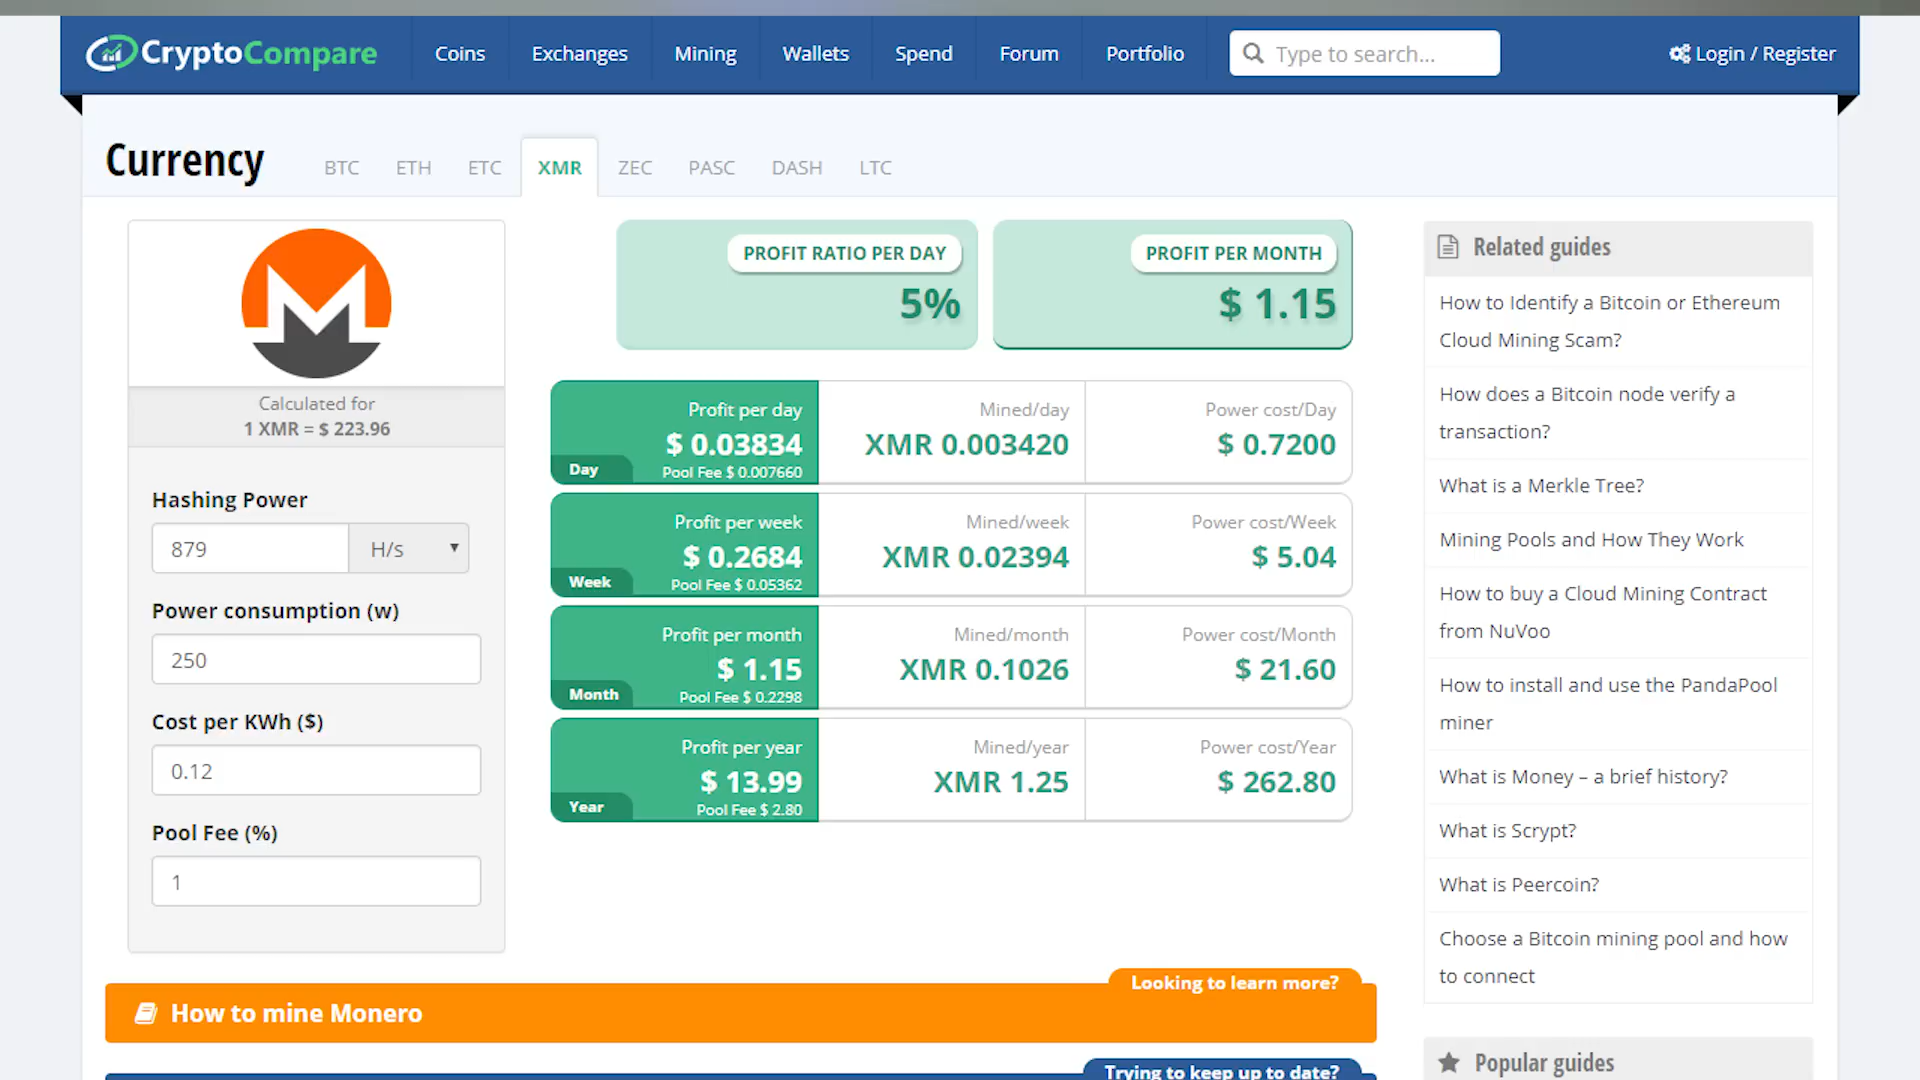 CryptoCompare
Coins
Exchanges
Mining
Wallets
Spend
Forum
Portfolio
Type to search...
Login / Register
Currency
BTC
ETH
ETC
XMR
ZEC
PASC
DASH
LTC
Calculated for
1 XMR = $ 223.96
Hashing Power
879
H/s
Power consumption (w)
250
Cost per KWh ($)
0.12
Pool Fee (%)
1
PROFIT RATIO PER DAY
5%
PROFIT PER MONTH
$ 1.15
Profit per day
$ 0.03834
Day
Pool Fee $ 0.007660
Mined/day
XMR 0.003420
Power cost/Day
$ 0.7200
Profit per week
$ 0.2684
Week
Pool Fee $ 0.05362
Mined/week
XMR 0.02394
Power cost/Week
$ 5.04
Profit per month
$ 1.15
Month
Pool Fee $ 0.2298
Mined/month
XMR 0.1026
Power cost/Month
$ 21.60
Profit per year
$ 13.99
Year
Pool Fee $ 2.80
Mined/year
XMR 1.25
Power cost/Year
$ 262.80
Related guides
How to Identify a Bitcoin or Ethereum
Cloud Mining Scam?
How does a Bitcoin node verify a
transaction?
What is a Merkle Tree?
Mining Pools and How They Work
How to buy a Cloud Mining Contract
from NuVoo
How to install and use the PandaPool
miner
What is Money – a brief history?
What is Scrypt?
What is Peercoin?
Choose a Bitcoin mining pool and how
to connect
Looking to learn more?
How to mine Monero
Trying to keep up to date?
Popular guides